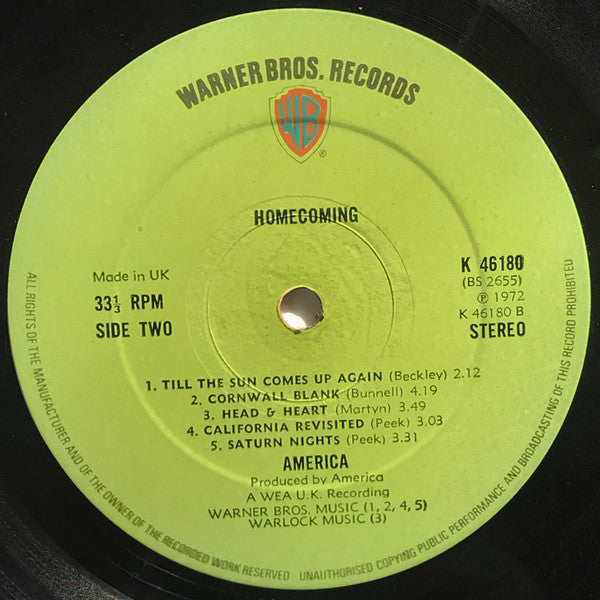 WARNER BROS. RECORDS
WB
®
HOMECOMING
Made in UK
33⅓ RPM
SIDE TWO
K 46180
(BS 2655)
℗ 1972
K 46180 B
STEREO
1. TILL THE SUN COMES UP AGAIN (Beckley) 2.12
2. CORNWALL BLANK (Bunnell) 4.19
3. HEAD & HEART (Martyn) 3.49
4. CALIFORNIA REVISITED (Peek) 3.03
5. SATURN NIGHTS (Peek) 3.31
AMERICA
Produced by America
A WEA U.K. Recording
WARNER BROS. MUSIC (1, 2, 4, 5)
WARLOCK MUSIC (3)
ALL RIGHTS OF THE MANUFACTURER AND OF THE OWNER OF THE RECORDED WORK RESERVED · UNAUTHORISED COPYING PUBLIC PERFORMANCE AND BROADCASTING OF THIS RECORD PROHIBITED